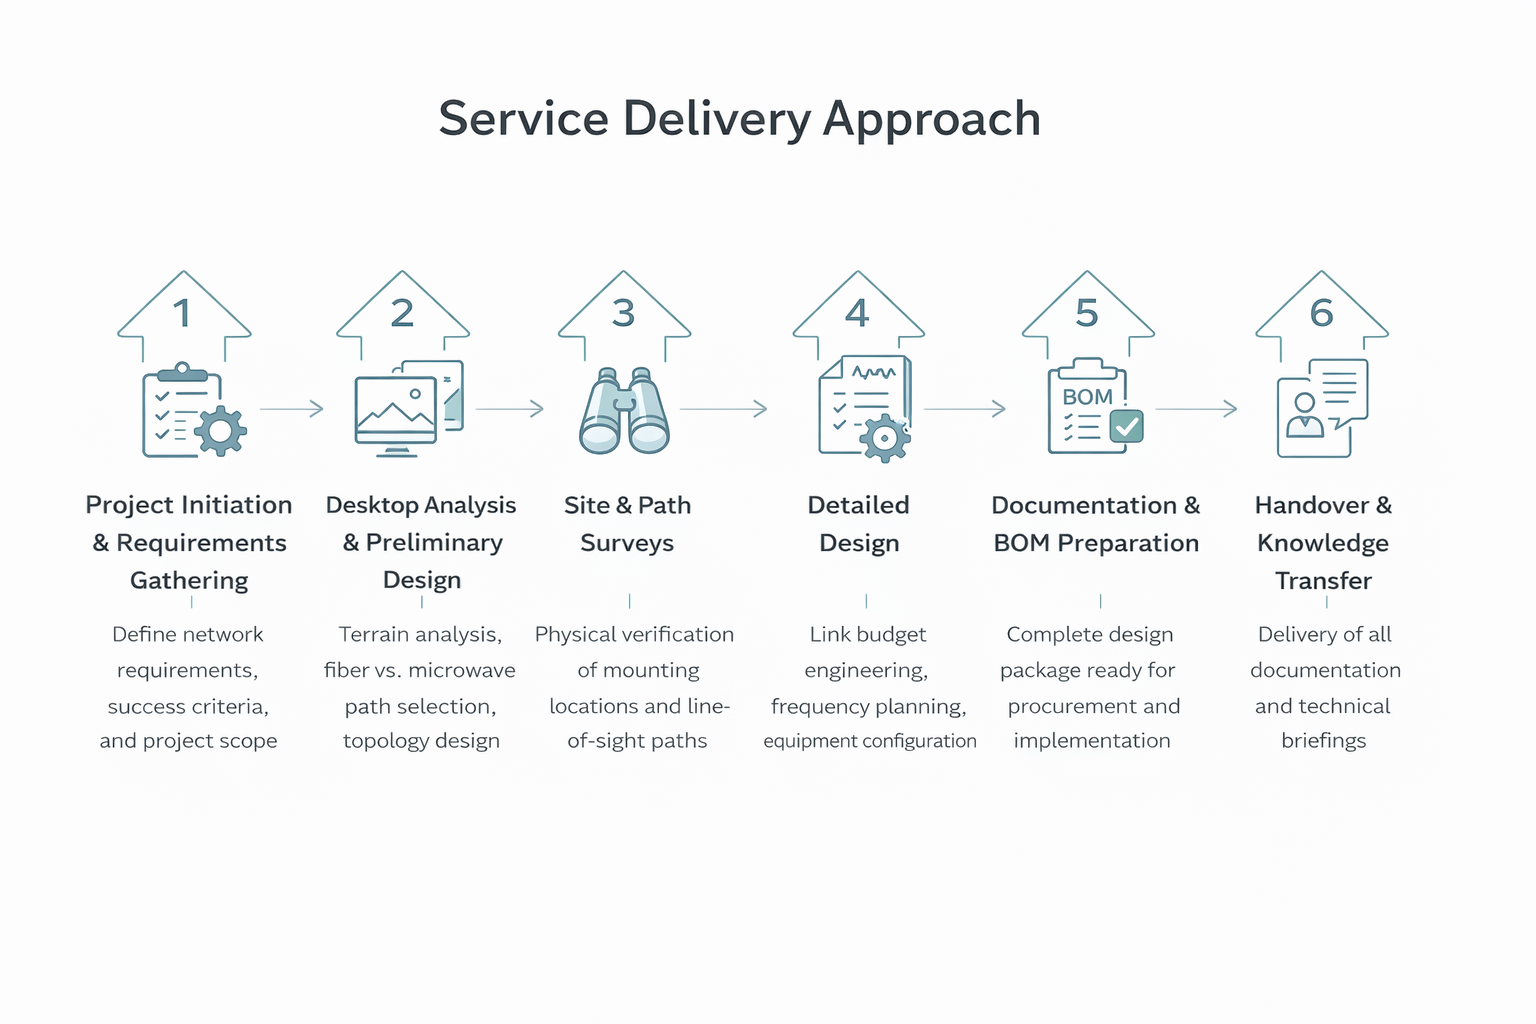 Service Delivery Approach
1
2
3
4
5
6
BOM
Project Initiation
& Requirements
Gathering
Define network
requirements,
success criteria,
and project scope
Desktop Analysis
& Preliminary
Design
Terrain analysis,
fiber vs. microwave
path selection,
topology design
Site & Path
Surveys
Physical verification
of mounting
locations and line-
of-sight paths
Detailed
Design
Link budget
engineering,
frequency planning,
equipment configuration
Documentation &
BOM Preparation
Complete design
package ready for
procurement and
implementation
Handover &
Knowledge
Transfer
Delivery of all
documentation
and technical
briefings